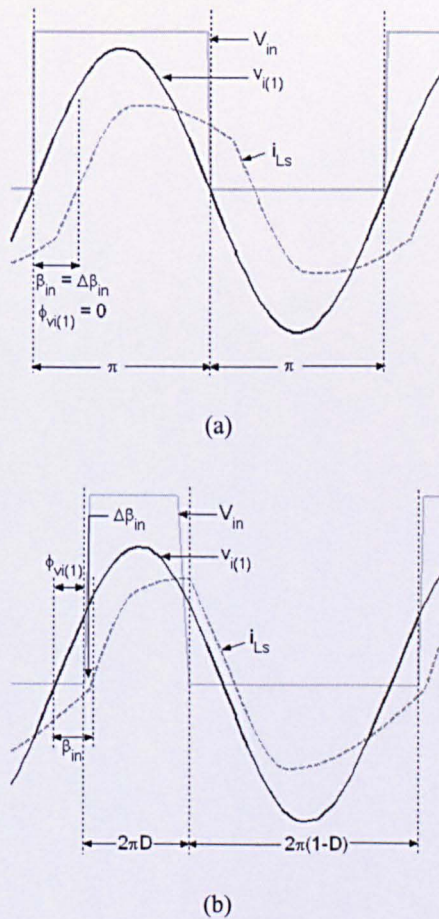 V_in
v_i(1)
i_Ls
β_in = Δβ_in
ϕ_vi(1) = 0
π
π
(a)
Δβ_in
V_in
ϕ_vi(1)
v_i(1)
i_Ls
β_in
2πD
2π(1-D)
(b)